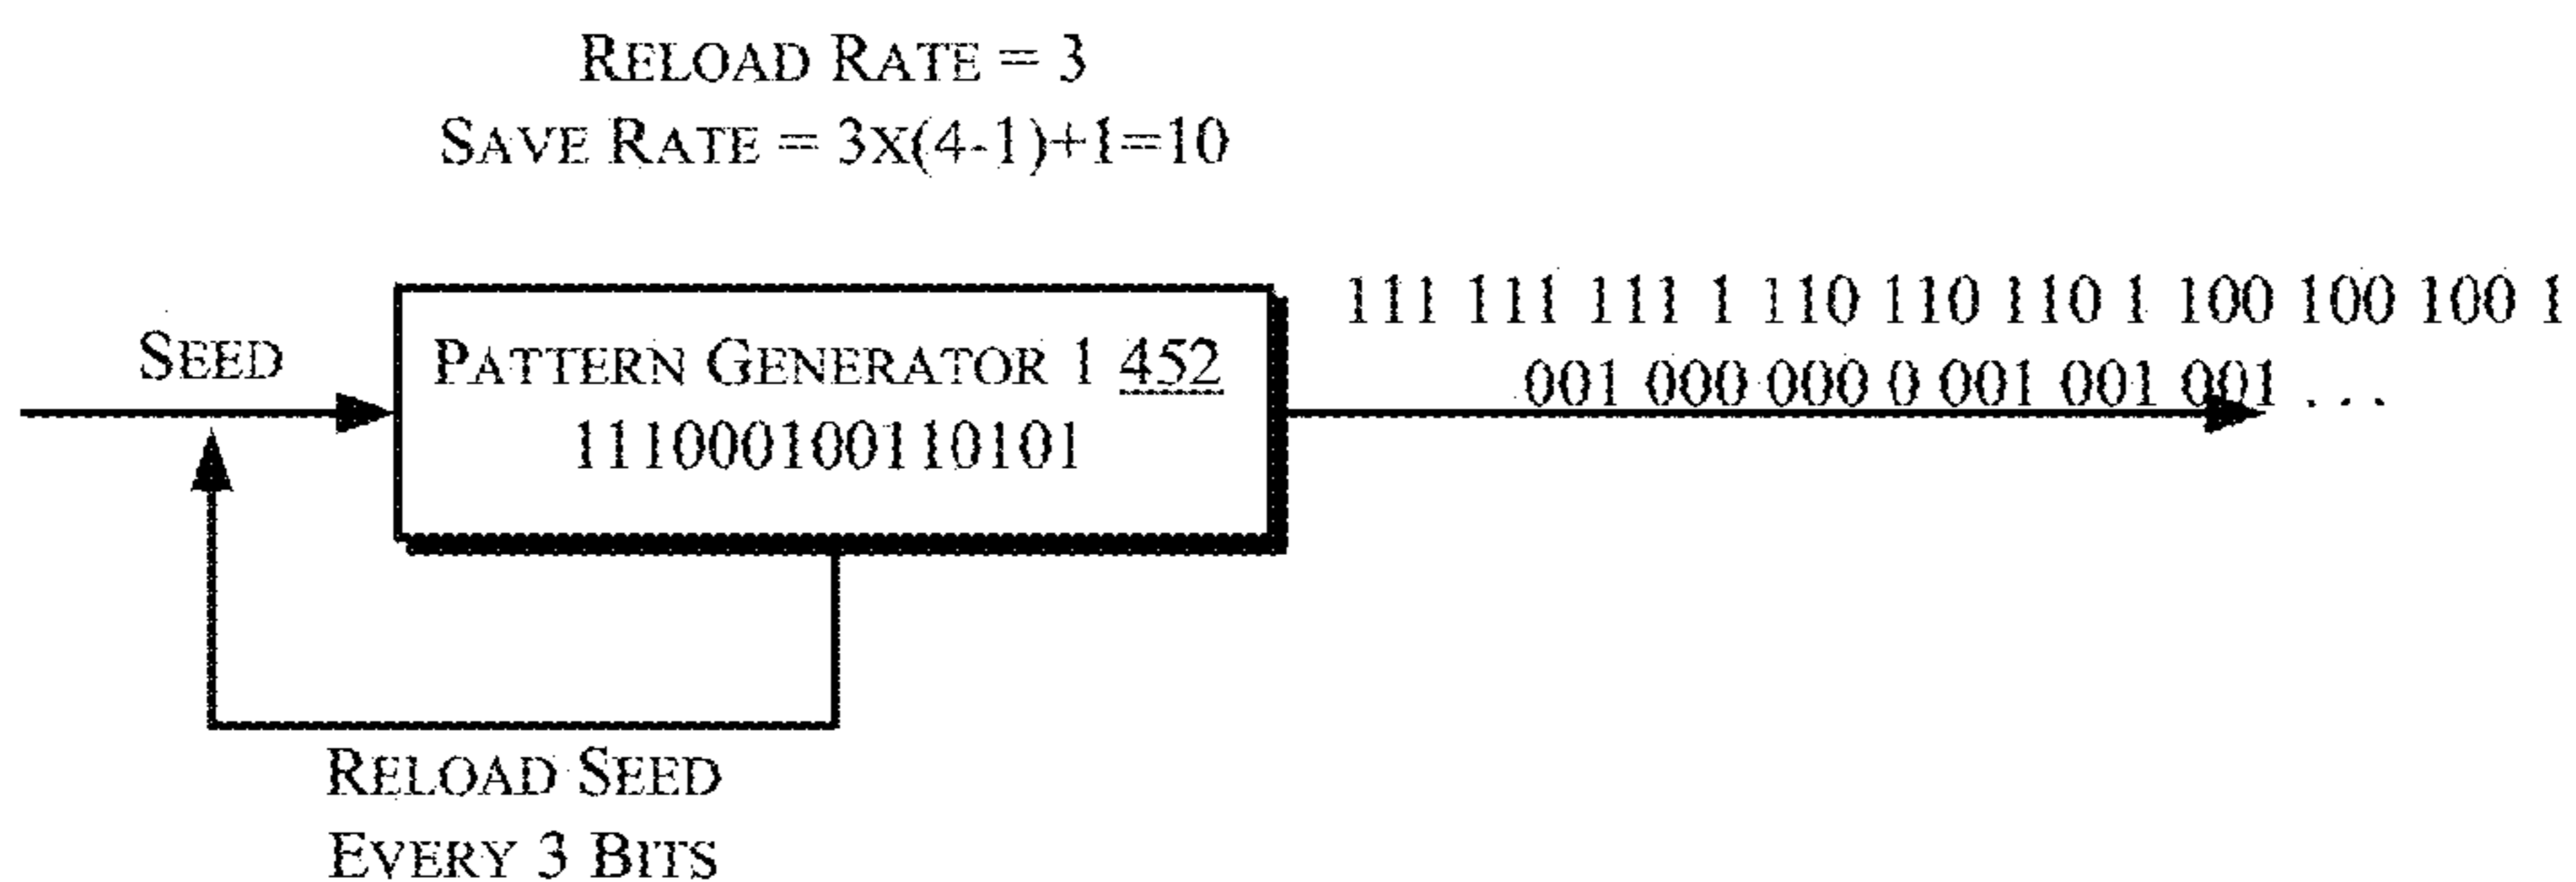 RELOAD RATE = 3
SAVE RATE = 3X(4-1)+1=10
111 111 111 1 110 110 110 1 100 100 100 1
001 000 000 0 001 001 001 ...
SEED
PATTERN GENERATOR 1 452
111000100110101
RELOAD SEED
EVERY 3 BITS